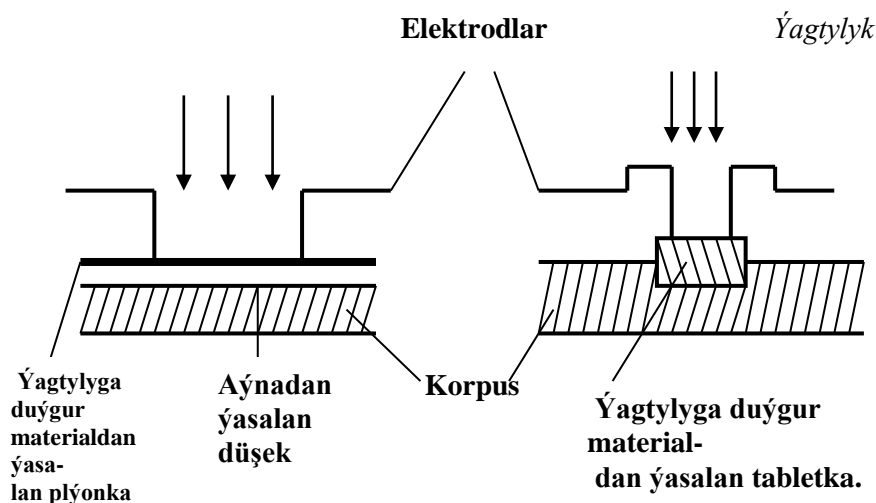 Elektrodlar
Ýagtylyk
Ýagtylyga
duýgur
materialdan
ýasa-
lan plýonka
Aýnadan
ýasalan
düşek
Korpus
Ýagtylyga duýgur
material-
dan ýasalan tabletka.